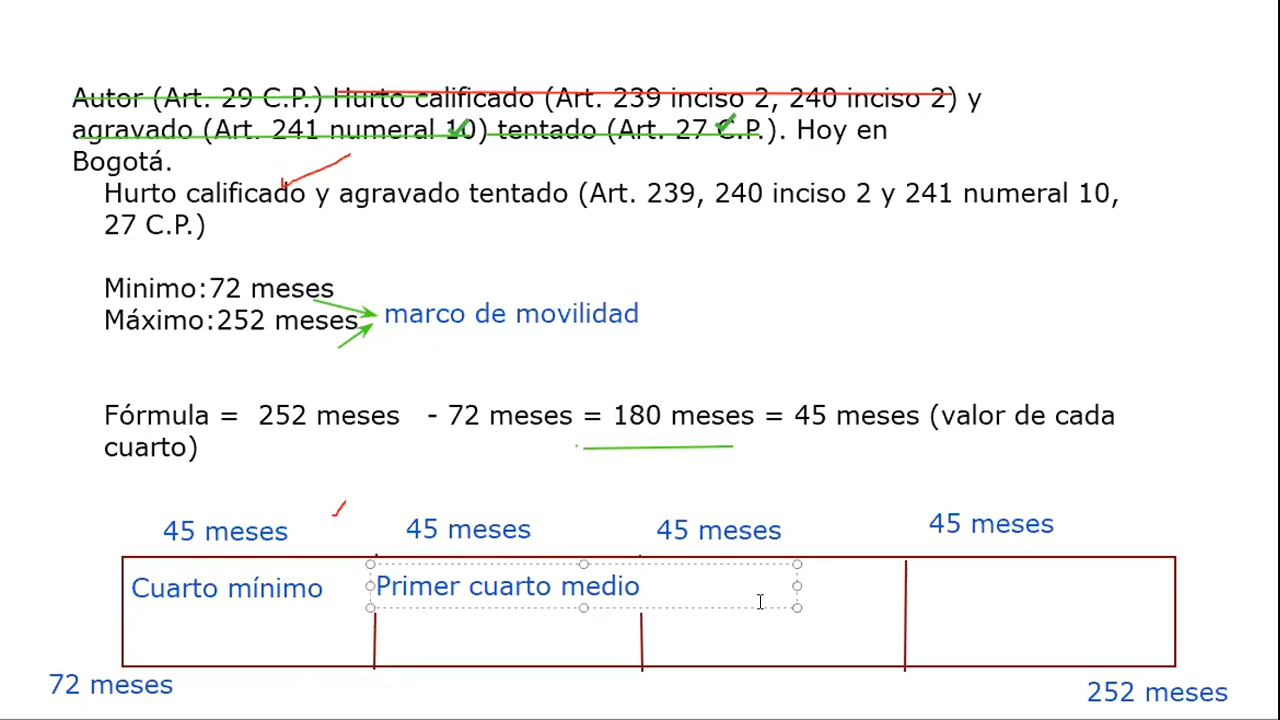 Autor (Art. 29 C.P.) Hurto calificado (Art. 239 inciso 2, 240 inciso 2) y
agravado (Art. 241 numeral 10) tentado (Art. 27 C.P.). Hoy en
Bogotá.
Hurto calificado y agravado tentado (Art. 239, 240 inciso 2 y 241 numeral 10,
27 C.P.)
Minimo:72 meses
Máximo:252 meses
marco de movilidad
Fórmula = 252 meses - 72 meses = 180 meses = 45 meses (valor de cada
cuarto)
45 meses 45 meses 45 meses 45 meses
Cuarto mínimo Primer cuarto medio
72 meses 252 meses